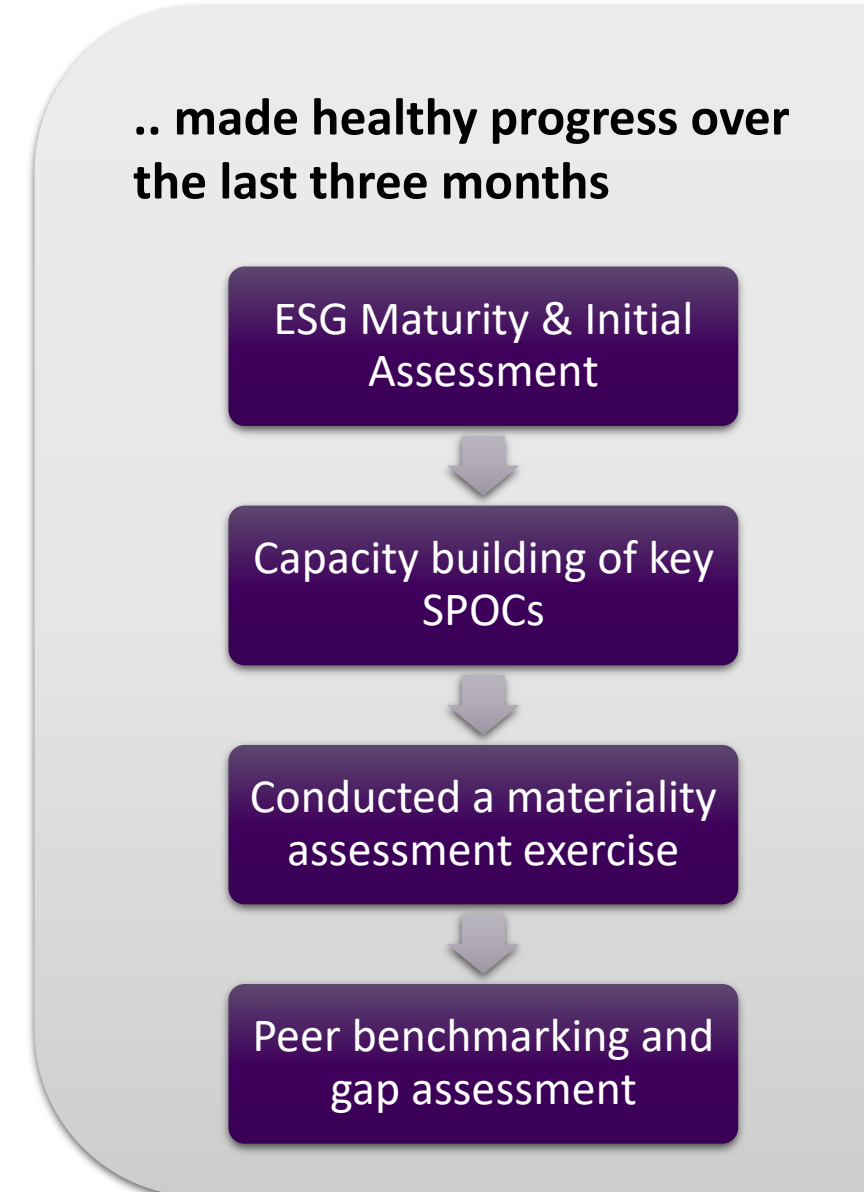 .. made healthy progress over
the last three months
ESG Maturity & Initial
Assessment
Capacity building of key
SPOCs
Conducted a materiality
assessment exercise
Peer benchmarking and
gap assessment